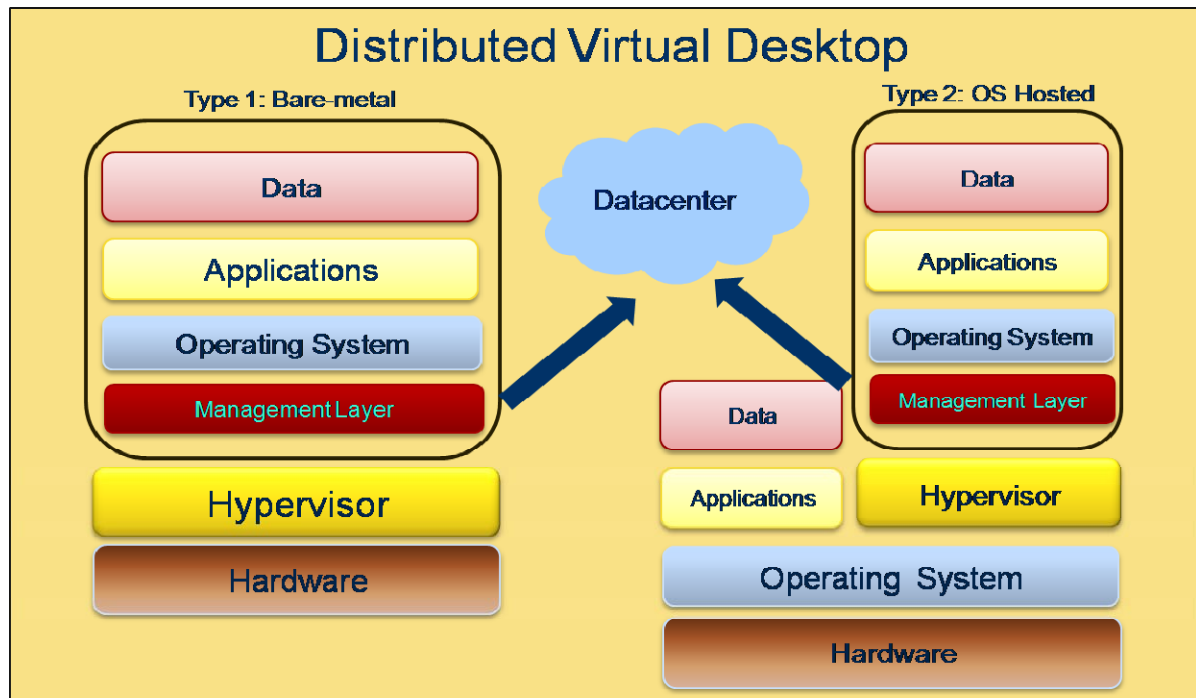 Distributed Virtual Desktop
Type 1: Bare-metal
Data
Applications
Operating System
Management Layer
Hypervisor
Hardware
Datacenter
Type 2: OS Hosted
Data
Applications
Operating System
Management Layer
Hypervisor
Data
Applications
Operating System
Hardware